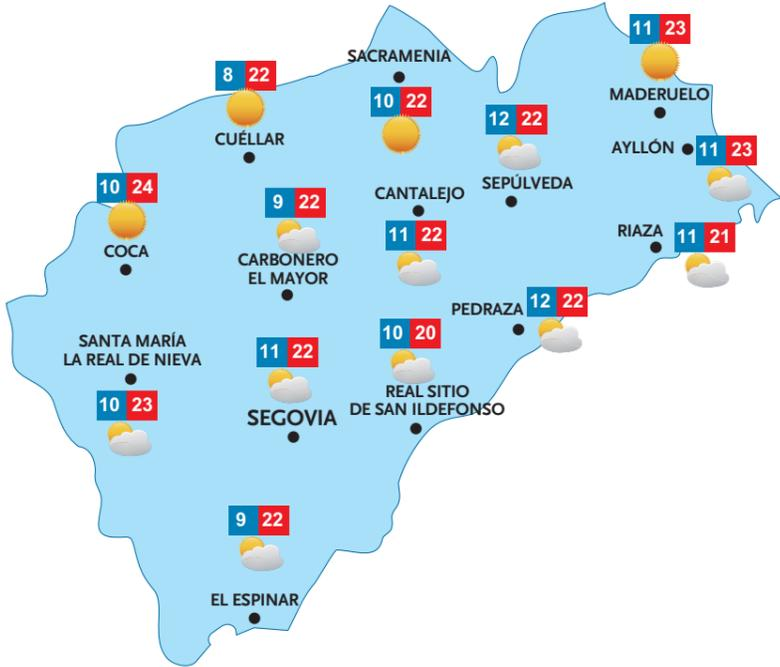 11 23
MADERUELO
SACRAMENIA
10 22
8 22
CUÉLLAR
12 22
SEPÚLVEDA
AYLLÓN
11 23
10 24
COCA
9 22
CARBONERO
EL MAYOR
CANTALEJO
11 22
RIAZA
11 21
PEDRAZA
12 22
SANTA MARÍA
LA REAL DE NIEVA
10 23
11 22
SEGOVIA
10 20
REAL SITIO
DE SAN ILDEFONSO
9 22
EL ESPINAR